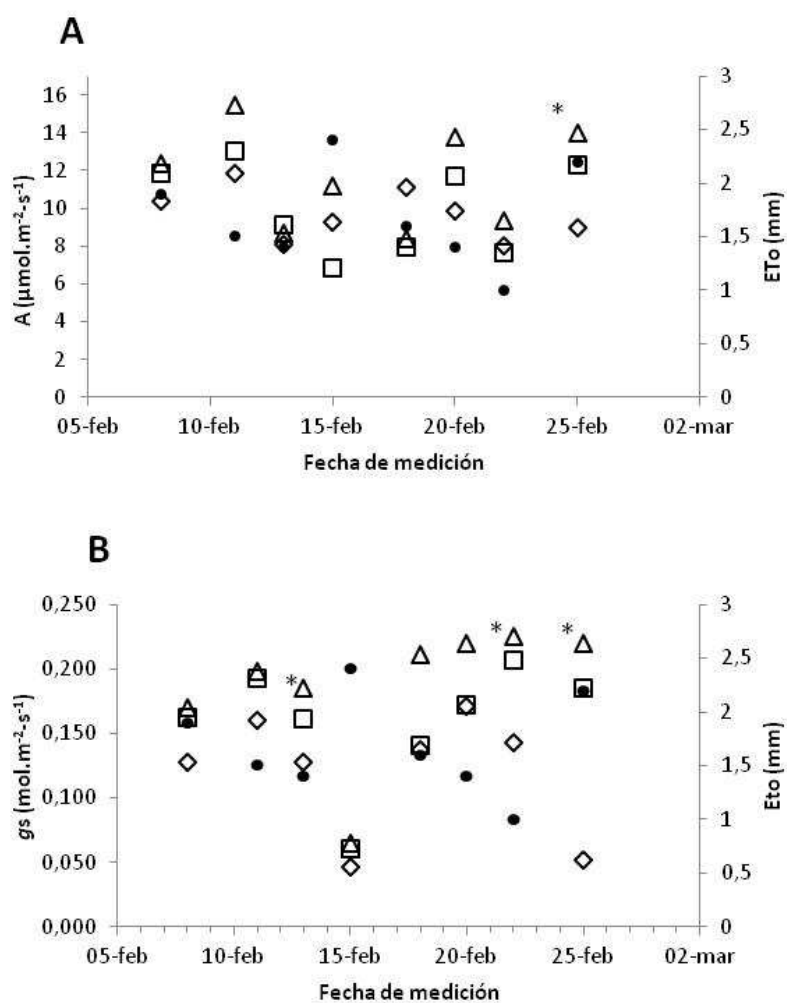 A
16
14
12
10
8
6
4
2
0
A (µmol.m⁻²-s⁻¹)
3
2,5
2
1,5
1
0,5
0
ETo (mm)
*
05-feb 10-feb 15-feb 20-feb 25-feb 02-mar
Fecha de medición
B
0,250
0,200
0,150
0,100
0,050
0,000
gs (mol.m⁻²-s⁻¹)
3
2,5
2
1,5
1
0,5
0
Eto (mm)
* * *
05-feb 10-feb 15-feb 20-feb 25-feb 02-mar
Fecha de medición